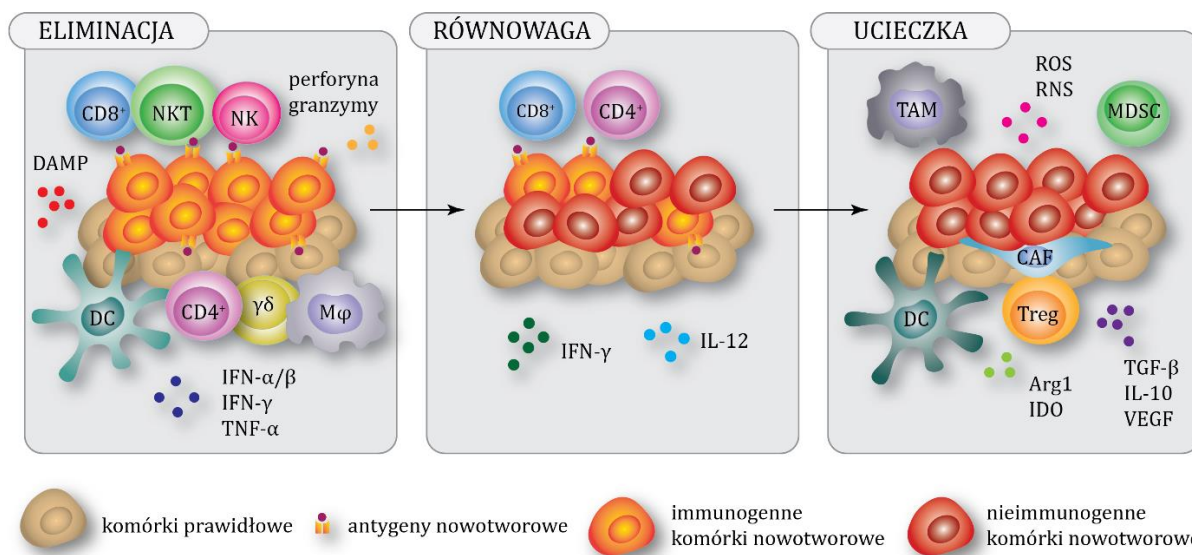 ELIMINACJA
CD8⁺
NKT
NK
perforyna
granzymy
DAMP
DC
CD4⁺
γδ
Mφ
IFN-α/β
IFN-γ
TNF-α
RÓWNOWAGA
CD8⁺
CD4⁺
IFN-γ
IL-12
UCIECZKA
TAM
ROS
RNS
MDSC
CAF
DC
Treg
Arg1
IDO
TGF-β
IL-10
VEGF
komórki prawidłowe
antygeny nowotworowe
immunogenne
komórki nowotworowe
nieimmunogenne
komórki nowotworowe